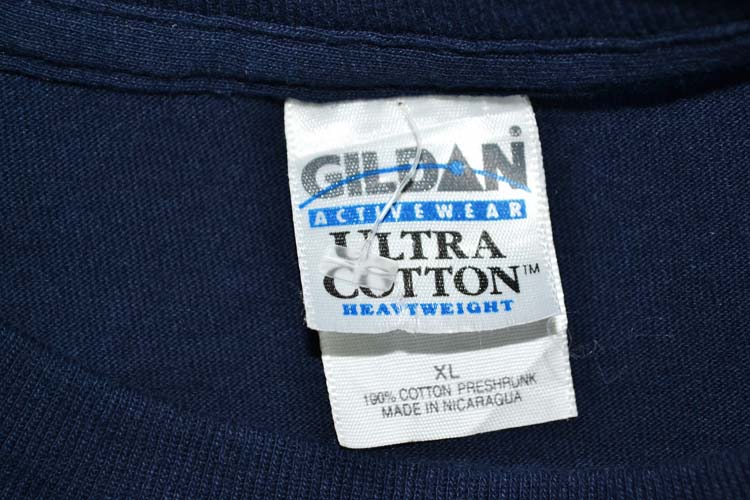 GILDAN®
ACTIVEWEAR
ULTRA
COTTON™
HEAVYWEIGHT
XL
100% COTTON PRESHRUNK
MADE IN NICARAGUA